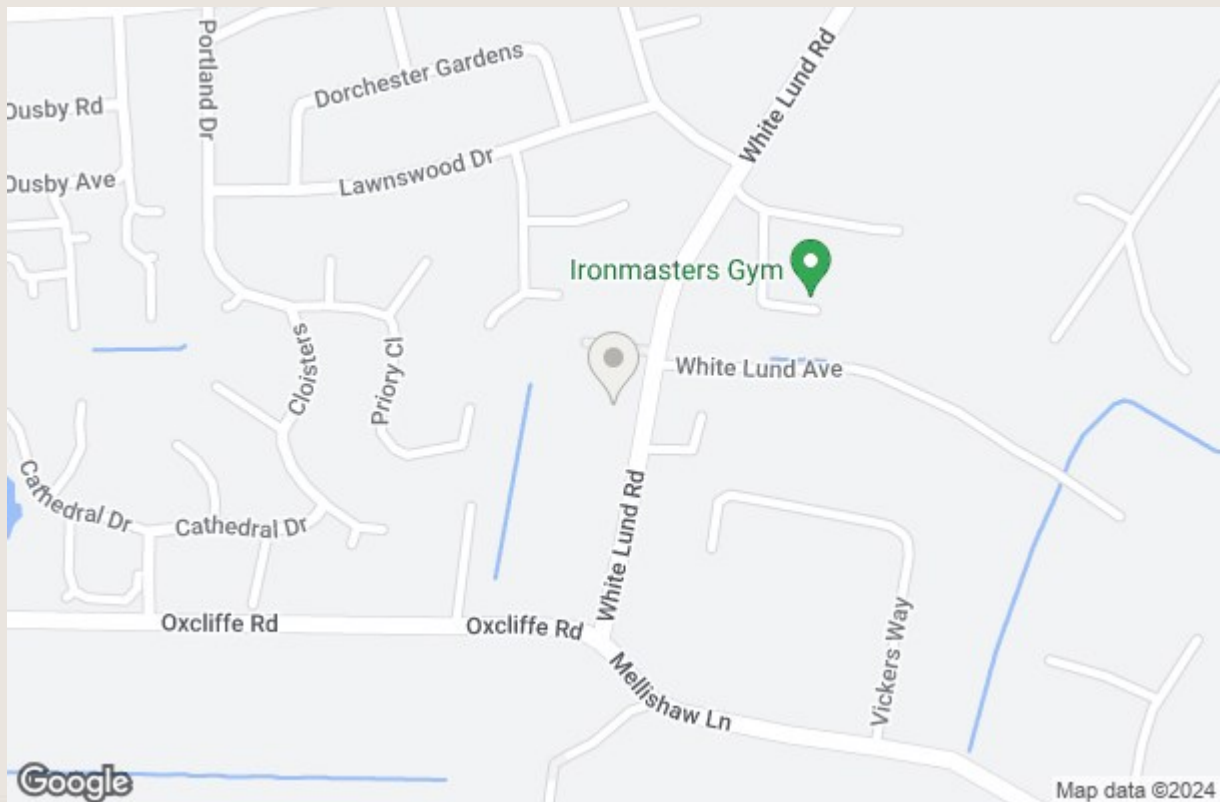 Portland Dr
Dorchester Gardens
White Lund Rd
Ousby Rd
Lawnswood Dr
Ousby Ave
Ironmasters Gym
Cloisters
Priory Cl
White Lund Ave
Cathedral Dr
Cathedral Dr
White Lund Rd
Oxcliffe Rd
Oxcliffe Rd
Vickers Way
Mellishaw Ln
Google
Map data ©2024